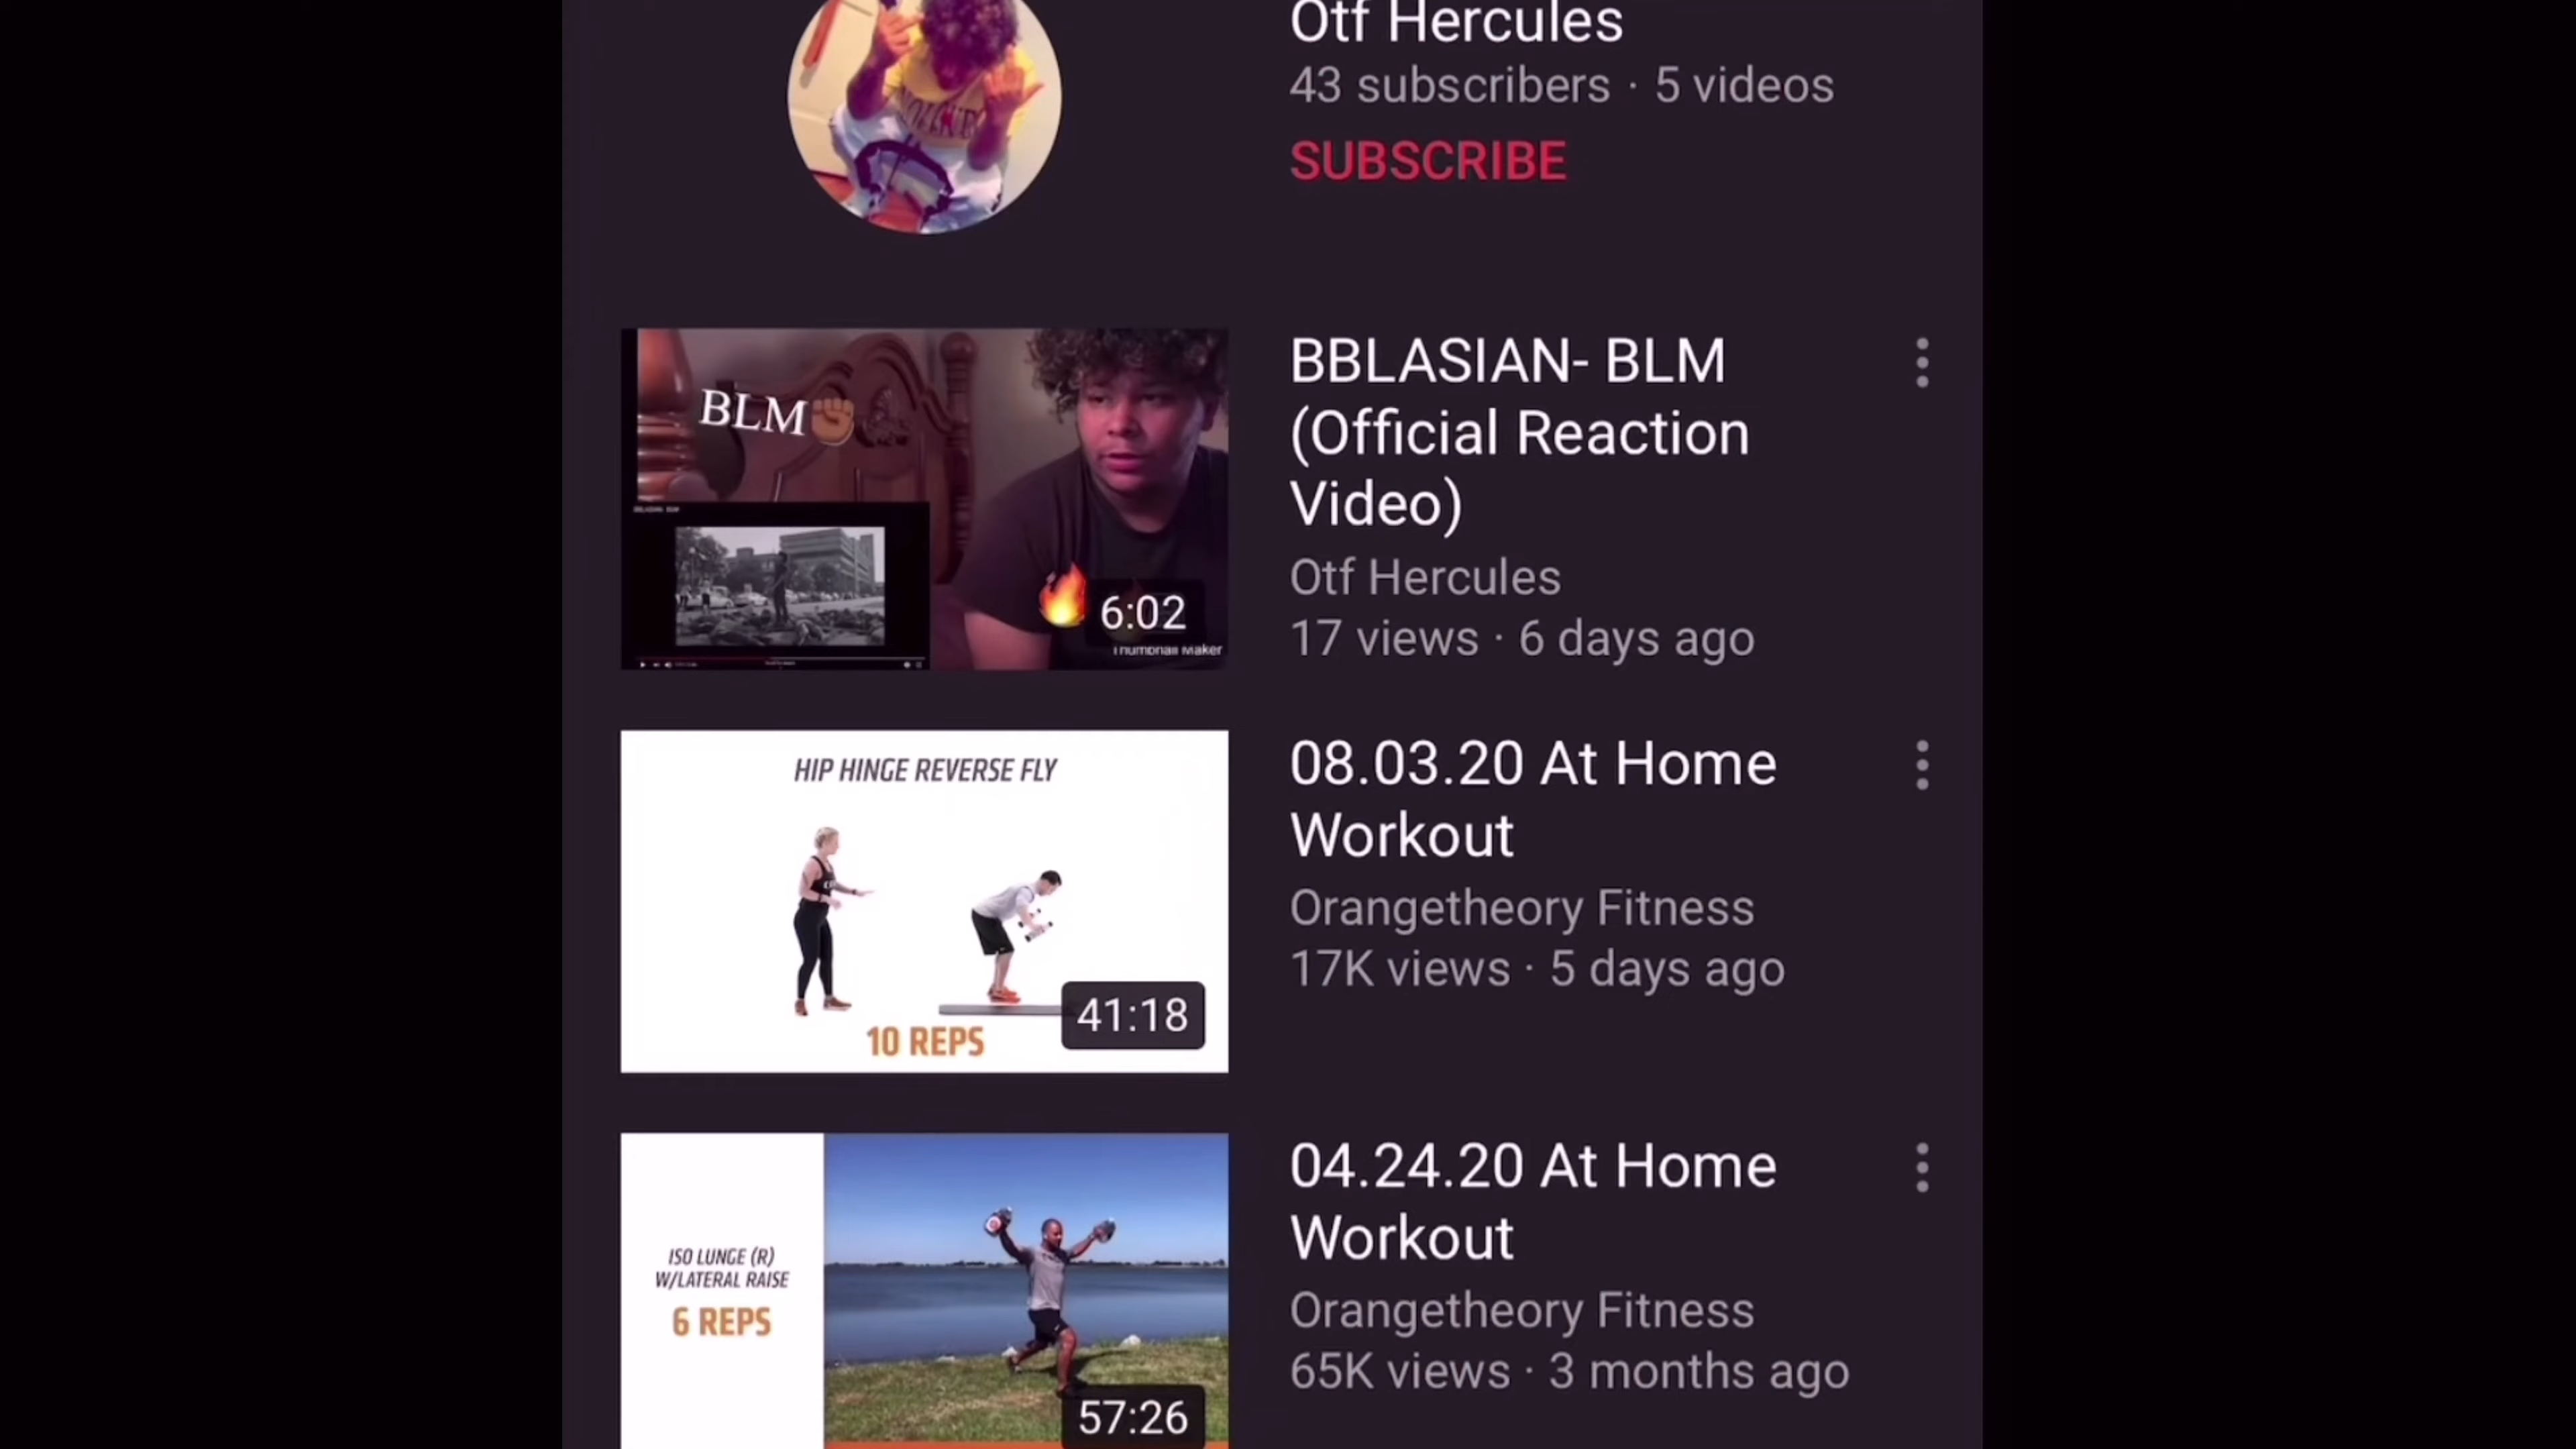 Otf Hercules
43 subscribers · 5 videos
SUBSCRIBE
BLM✊🏽
6:02
Thumbnail Maker
BBLASIAN- BLM
(Official Reaction
Video)
Otf Hercules
17 views · 6 days ago
HIP HINGE REVERSE FLY
10 REPS
41:18
08.03.20 At Home
Workout
Orangetheory Fitness
17K views · 5 days ago
ISO LUNGE (R)
W/LATERAL RAISE
6 REPS
57:26
04.24.20 At Home
Workout
Orangetheory Fitness
65K views · 3 months ago